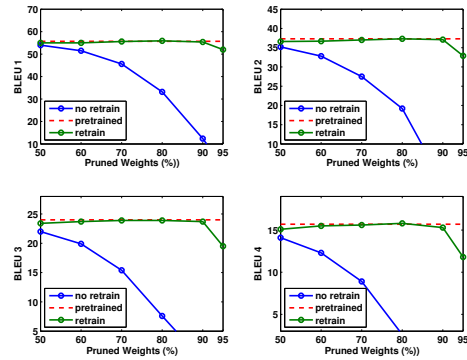 70
60
50
40
30
20
10
BLEU 1
no retrain
pretrained
retrain
50 60 70 80 90 95
Pruned Weights (%))
45
40
35
30
25
20
15
10
BLEU 2
no retrain
pretrained
retrain
50 60 70 80 90 95
Pruned Weights (%))
25
20
15
10
5
BLEU 3
no retrain
pretrained
retrain
50 60 70 80 90 95
Pruned Weights (%))
15
10
5
BLEU 4
no retrain
pretrained
retrain
50 60 70 80 90 95
Pruned Weights (%))